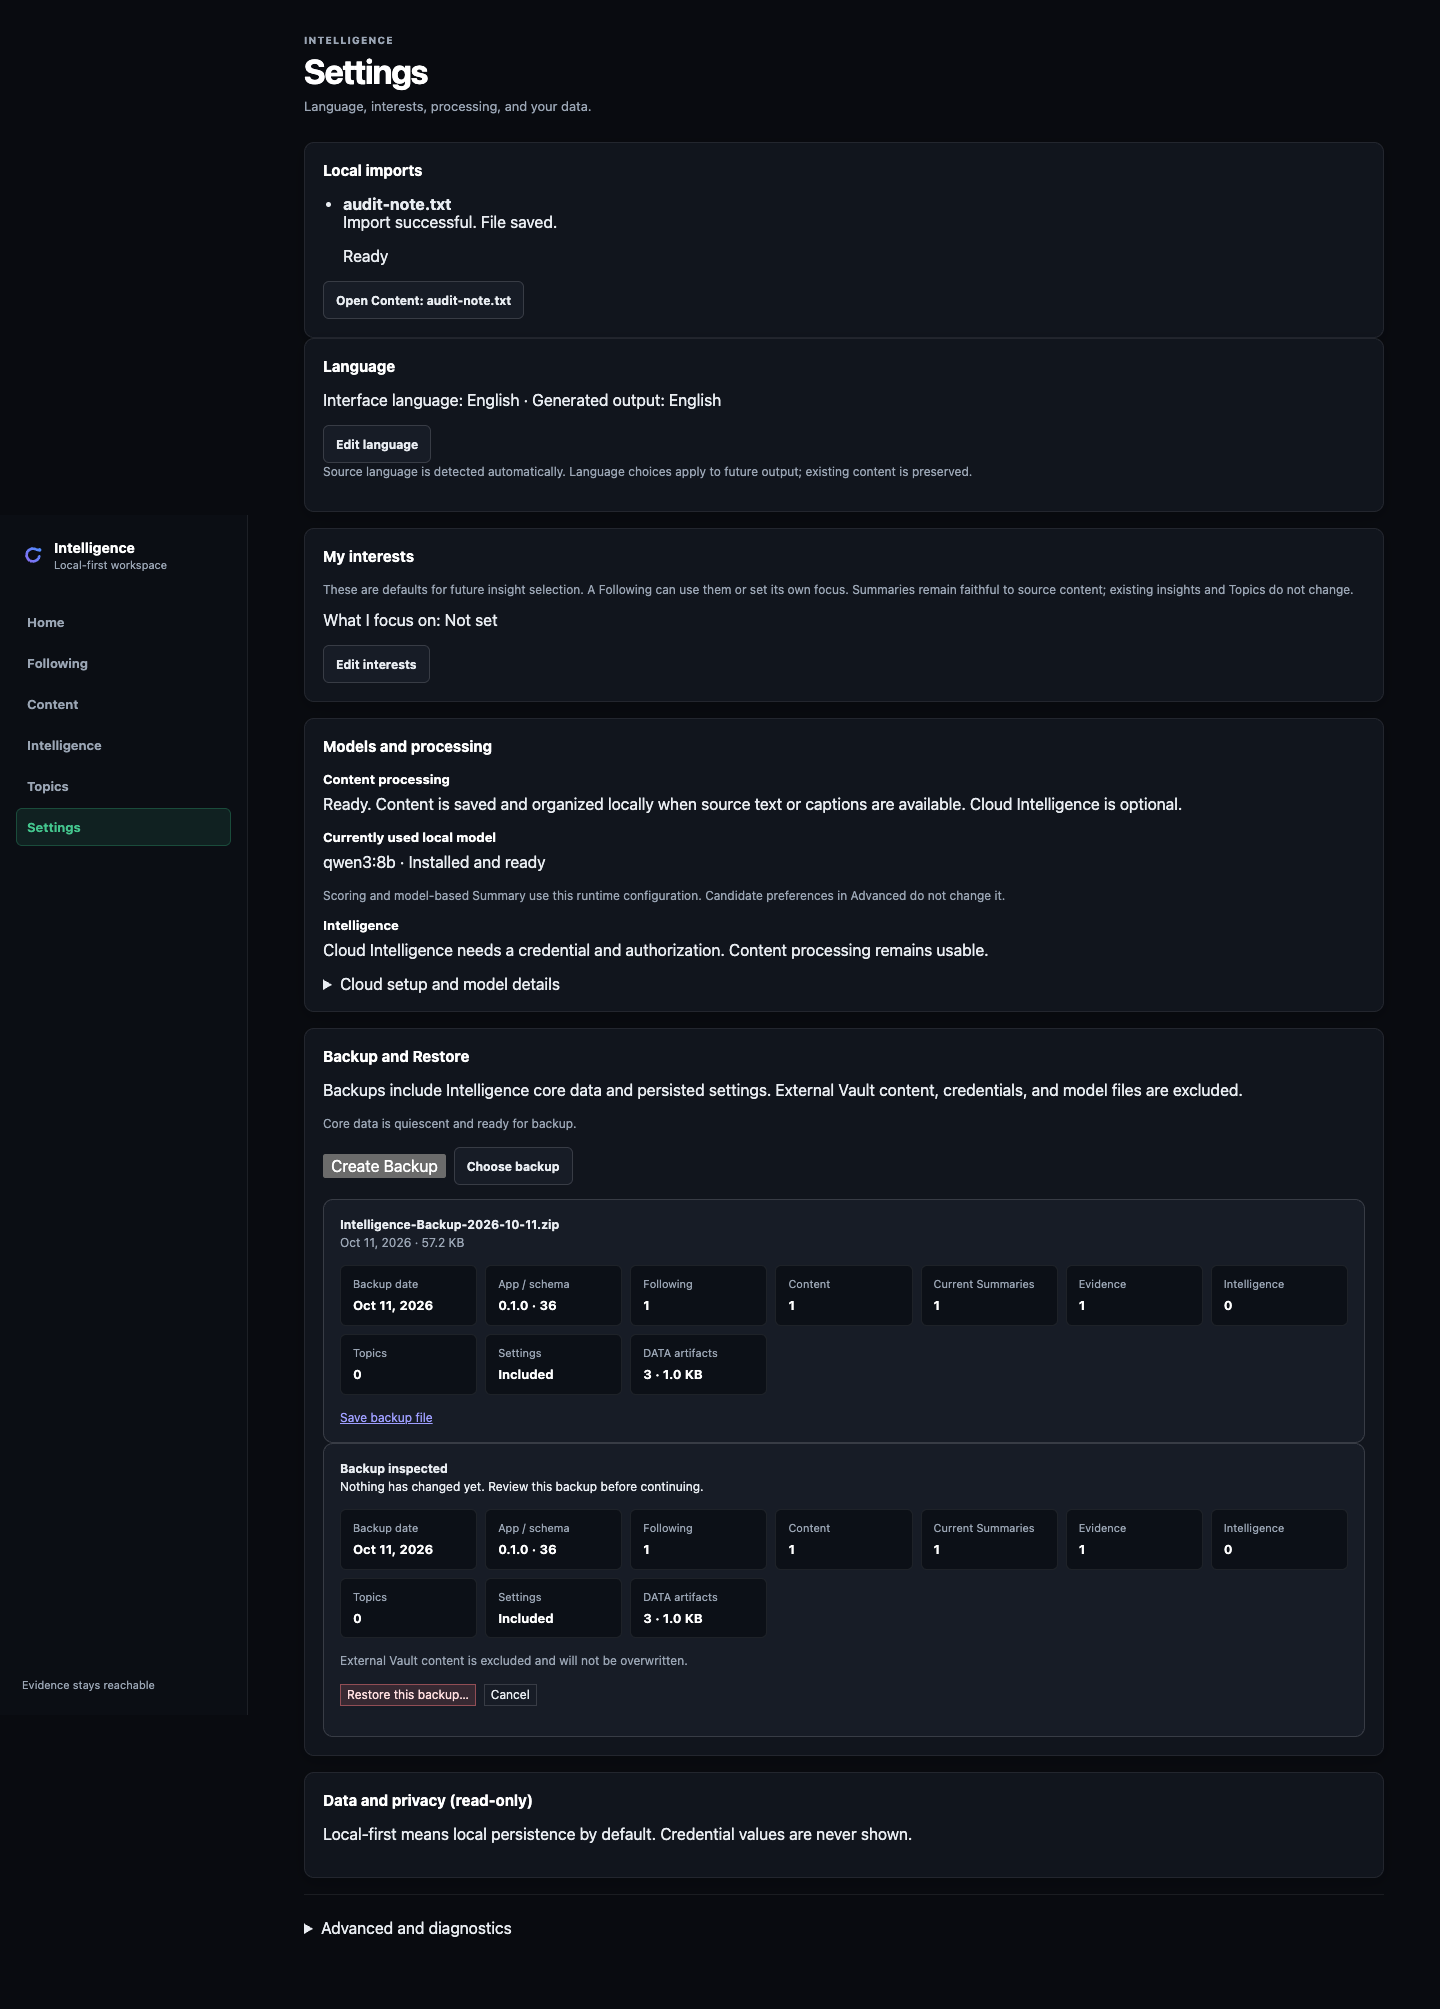 INTELLIGENCE
Settings
Language, interests, processing, and your data.
Local imports
• audit-note.txt
Import successful. File saved.
Ready
Open Content: audit-note.txt
Language
Interface language: English · Generated output: English
Edit language
Source language is detected automatically. Language choices apply to future output; existing content is preserved.
Intelligence
Local-first workspace
Home
Following
Content
Intelligence
Topics
Settings
Evidence stays reachable
My interests
These are defaults for future insight selection. A Following can use them or set its own focus. Summaries remain faithful to source content; existing insights and Topics do not change.
What I focus on: Not set
Edit interests
Models and processing
Content processing
Ready. Content is saved and organized locally when source text or captions are available. Cloud Intelligence is optional.
Currently used local model
qwen3:8b · Installed and ready
Scoring and model-based Summary use this runtime configuration. Candidate preferences in Advanced do not change it.
Intelligence
Cloud Intelligence needs a credential and authorization. Content processing remains usable.
▶ Cloud setup and model details
Backup and Restore
Backups include Intelligence core data and persisted settings. External Vault content, credentials, and model files are excluded.
Core data is quiescent and ready for backup.
Create Backup Choose backup
Intelligence-Backup-2026-10-11.zip
Oct 11, 2026 · 57.2 KB
Backup date App / schema Following Content Current Summaries Evidence Intelligence
Oct 11, 2026 0.1.0 · 36 1 1 1 1 0
Topics Settings DATA artifacts
0 Included 3 · 1.0 KB
Save backup file
Backup inspected
Nothing has changed yet. Review this backup before continuing.
Backup date App / schema Following Content Current Summaries Evidence Intelligence
Oct 11, 2026 0.1.0 · 36 1 1 1 1 0
Topics Settings DATA artifacts
0 Included 3 · 1.0 KB
External Vault content is excluded and will not be overwritten.
Restore this backup... Cancel
Data and privacy (read-only)
Local-first means local persistence by default. Credential values are never shown.
▶ Advanced and diagnostics